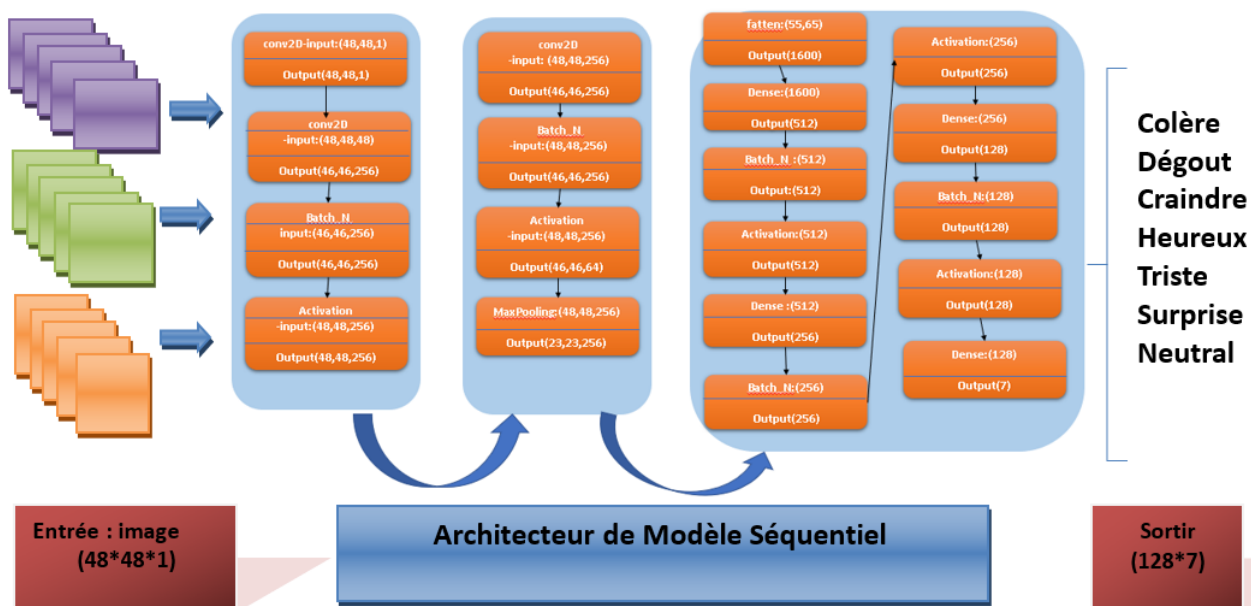 conv2D-input:(48,48,1)
Output(48,48,1)
conv2D
-input:(48,48,48)
Output(46,46,256)
Batch_N
input:(46,46,256)
Output(46,46,256)
Activation
-input:(48,48,256)
Output(48,48,256)
conv2D
-input: (48,48,256)
Output(46,46,256)
Batch_N
-input:(48,48,256)
Output(46,46,256)
Activation
-input:(48,48,256)
Output(46,46,64)
MaxPooling:(48,48,256)
Output(23,23,256)
fatten:(55,65)
Output(1600)
Dense:(1600)
Output(512)
Batch_N :(512)
Output:(512)
Activation:(512)
Output(512)
Dense :(512)
Output(256)
Batch_N:(256)
Output(256)
Activation:(256)
Output(256)
Dense:(256)
Output(128)
Batch_N:(128)
Output(128)
Activation:(128)
Output(128)
Dense:(128)
Output(7)
Colère
Dégout
Craindre
Heureux
Triste
Surprise
Neutral
Entrée : image
(48*48*1)
Architecteur de Modèle Séquentiel
Sortir
(128*7)